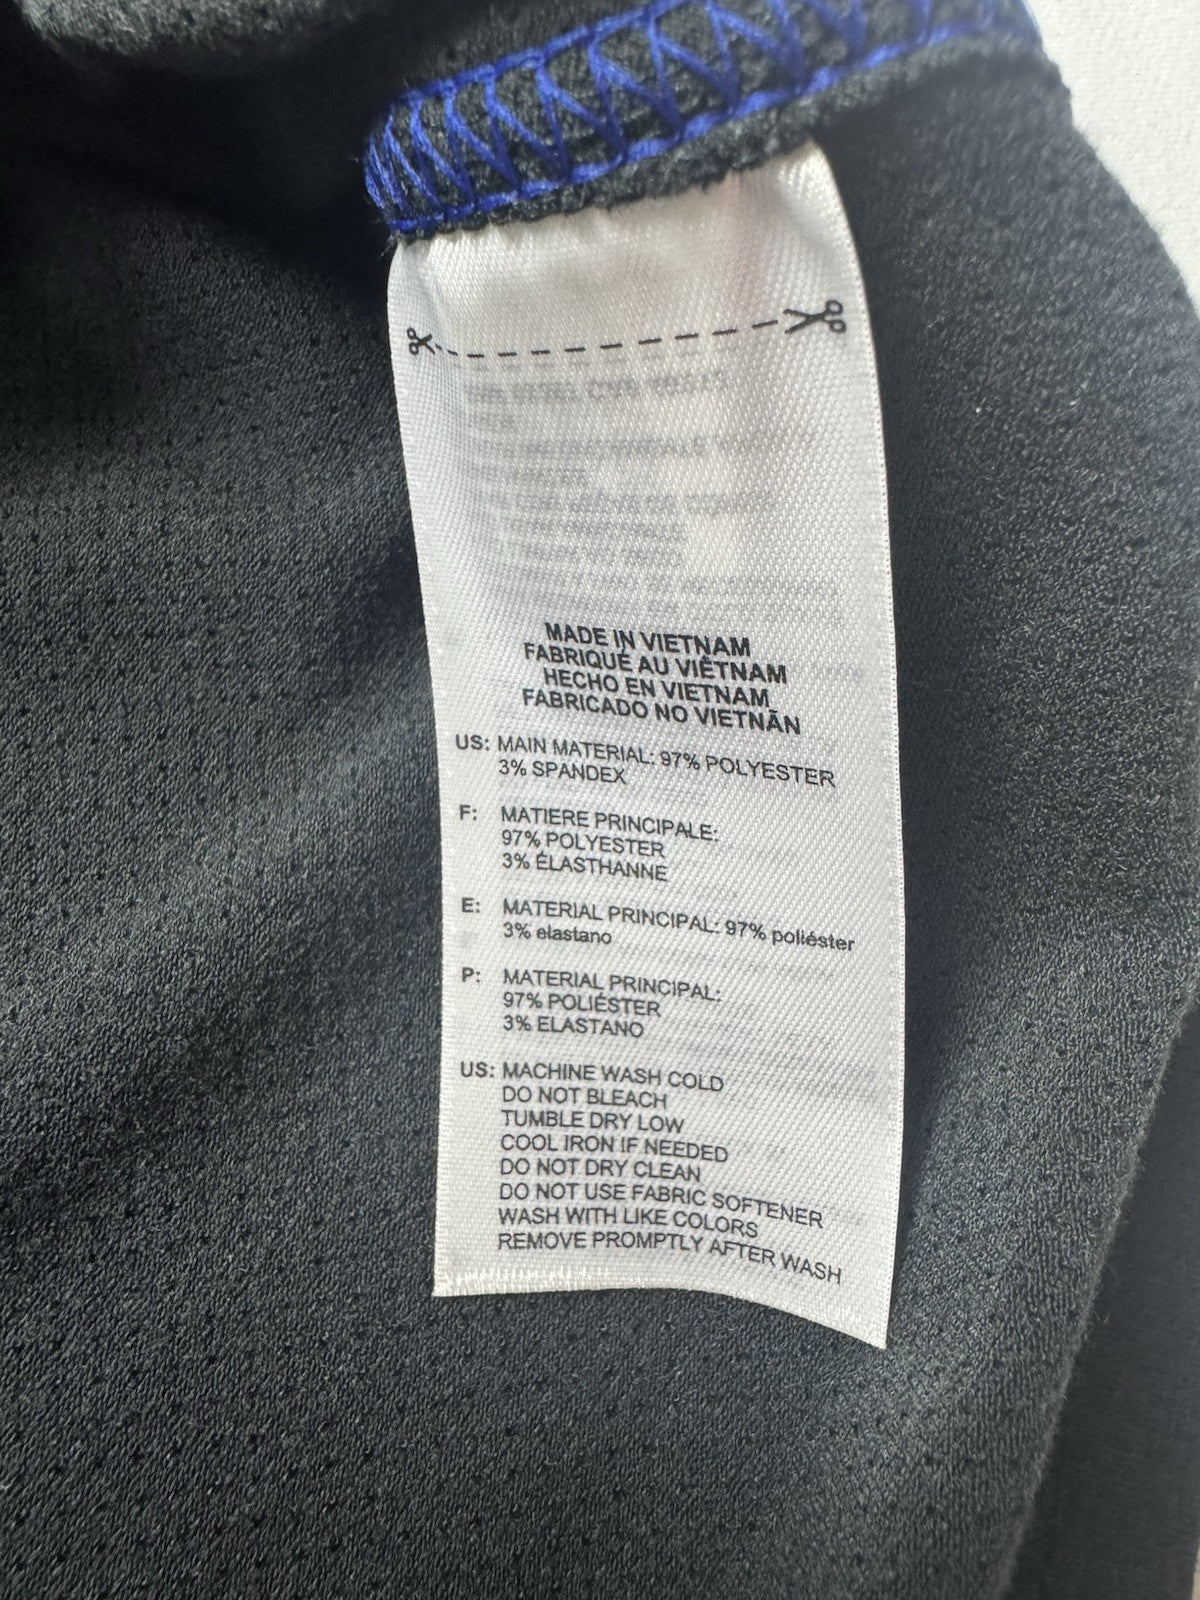 MADE IN VIETNAM
FABRIQUÉ AU VIÊTNAM
HECHO EN VIETNAM
FABRICADO NO VIETNÃN
US: MAIN MATERIAL: 97% POLYESTER
3% SPANDEX
F: MATIERE PRINCIPALE:
97% POLYESTER
3% ÉLASTHANNE
E: MATERIAL PRINCIPAL: 97% poliéster
3% elastano
P: MATERIAL PRINCIPAL:
97% POLIÉSTER
3% ELASTANO
US: MACHINE WASH COLD
DO NOT BLEACH
TUMBLE DRY LOW
COOL IRON IF NEEDED
DO NOT DRY CLEAN
DO NOT USE FABRIC SOFTENER
WASH WITH LIKE COLORS
REMOVE PROMPTLY AFTER WASH